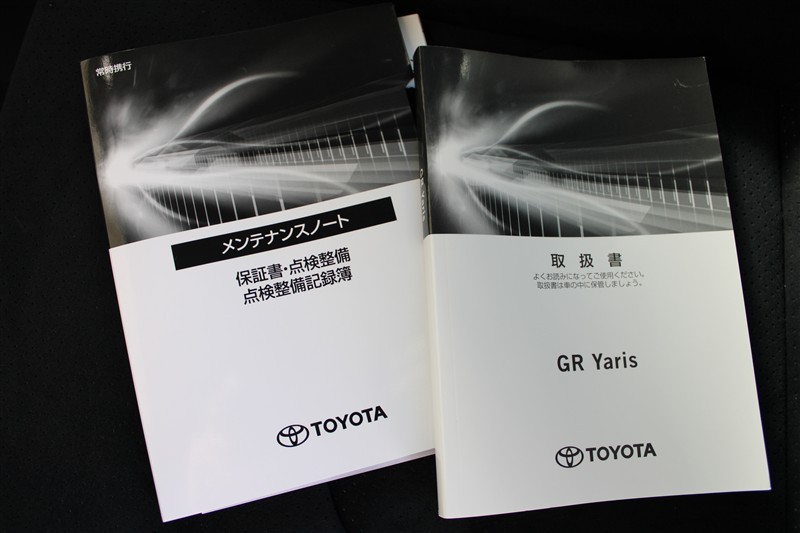 常時携行
メンテナンスノート
保証書・点検整備
点検整備記録簿
TOYOTA
取扱書
よくお読みになってご使用ください。
取扱書は車の中に保管しましょう。
GR Yaris
TOYOTA